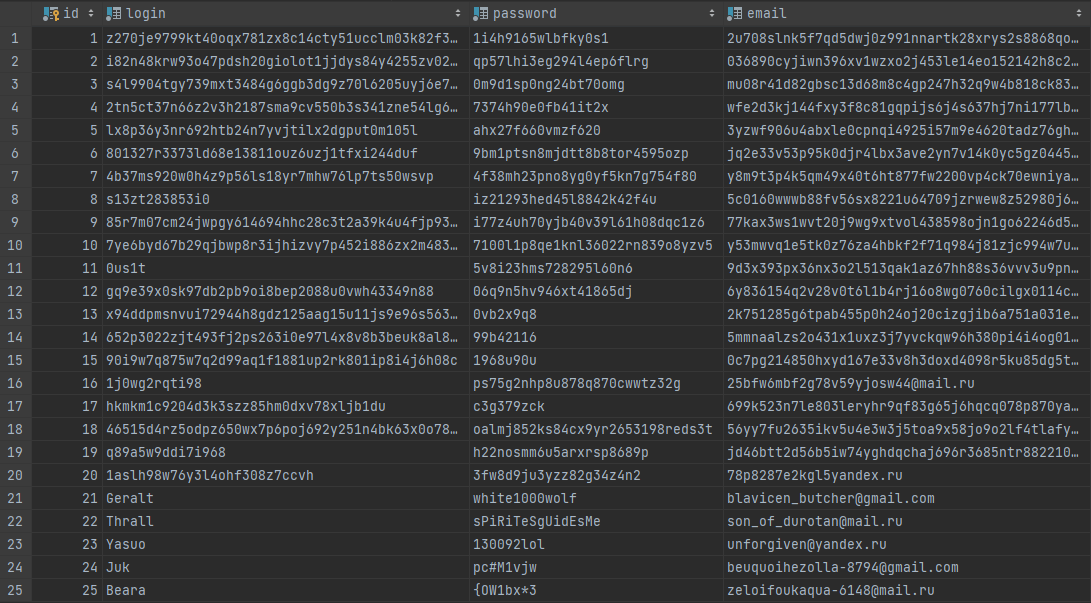 id login password email
1 1 z270je9799kt40oqx781zx8c14cty51ucclm03k82f3… 1i4h9165wlbfky0s1 2u708slnk5f7qd5dwj0z991nnartk28xrys2s8868qo…
2 2 i82n48krw93o47pdsh20giolot1jjdys84y4255zv02… qp57lhi3eg294l4ep6flrg 036890cyjiwn396xv1wzxo2j453le14eo152142h8c2…
3 3 s4l9904tgy739mxt3484g6ggb3dg9z70l6205uyj6e7… 0m9d1sp0ng24bt70omg mu08r41d82gbsc13d68m8c4gp247h32q9w4b818ck83…
4 4 2tn5ct37n66z2v3h2187sma9cv550b3s341zne54lg6… 7374h90e0fb41it2x wfe2d3kj144fxy3f8c81gqpijs6j4s637hj7ni177lb…
5 5 lx8p36y3nr692htb24n7yvjtilx2dgput0m105l ahx27f660vmzf620 3yzwf906u4abxle0cpnqi4925i57m9e4620tadz76gh…
6 6 801327r3373ld68e13811ouz6uzj1tfxi244duf 9bm1ptsn8mjdtt8b8tor4595ozp jq2e33v53p95k0djr4lbx3ave2yn7v14k0yc5gz0445…
7 7 4b37ms920w0h4z9p56ls18yr7mhw76lp7ts50wsvp 4f38mh23pno8yg0yf5kn7g754f80 y8m9t3p4k5qm49x40t6ht877fw2200vp4ck70ewniya…
8 8 s13zt283853i0 iz21293hed45l8842k42f4u 5c0160wwwb88fv56sx8221u64709jzrwew8z52980j6…
9 9 85r7m07cm24jwpgy614694hhc28c3t2a39k4u4fjp93… i77z4uh70yjb40v39l61h08dqc1z6 77kax3ws1wvt20j9wg9xtvol438598ojn1go62246d5…
10 10 7ye6byd67b29qjbwp8r3ijhizvy7p452i886zx2m483… 7100l1p8qe1knl36022rn839o8yzv5 y53mwvq1e5tk0z76za4hbkf2f71q984j81zjc994w7u…
11 11 0us1t 5v8i23hms728295l60n6 9d3x393px36nx3o2l513qak1az67hh88s36vvv3u9pn…
12 12 gq9e39x0sk97db2pb9oi8bep2088u0vwh43349n88 06q9n5hv946xt41865dj 6y836154q2v28v0t6l1b4rj16o8wg0760cilgx0114c…
13 13 x94ddpmsnvui72944h8gdz125aag15u11js9e96s563… 0vb2x9q8 2k751285g6tpab455p0h24oj20cizgjib6a751a031e…
14 14 652p3022zjt493fj2ps263i0e97l4x8v8b3beuk8al8… 99b42116 5mmnaalzs2o431x1uxz3j7yvckqw96h380pi4i4og01…
15 15 90i9w7q875w7q2d99aq1f1881up2rk801ip8i4j6h08c 1968u90u 0c7pg214850hxyd167e33v8h3doxd4098r5ku85dg5t…
16 16 1j0wg2rqti98 ps75g2nhp8u878q870cwwtz32g 25bfw6mbf2g78v59yjosw44@mail.ru
17 17 hkmkm1c9204d3k3szz85hm0dxv78xljb1du c3g379zck 699k523n7le803leryhr9qf83g65j6hqcq078p870ya…
18 18 46515d4rz5odpz650wx7p6poj692y251n4bk63x0o78… oalmj852ks84cx9yr2653198reds3t 56yy7fu2635ikv5u4e3w3j5toa9x58jo9o2lf4tlafy…
19 19 q89a5w9ddi7i968 h22nosmm6u5arxrsp8689p jd46btt2d56b5iw74yghdqchaj696r3685ntr882210…
20 20 1aslh98w76y3l4ohf308z7ccvh 3fw8d9ju3yzz82g34z4n2 78p8287e2kgl5yandex.ru
21 21 Geralt white1000wolf blavicen_butcher@gmail.com
22 22 Thrall sPiRiTeSgUidEsMe son_of_durotan@mail.ru
23 23 Yasuo 130092lol unforgiven@yandex.ru
24 24 Juk pc#M1vjw beuquoihezolla-8794@gmail.com
25 25 Beara {OW1bx*3 zeloifoukaqua-6148@mail.ru